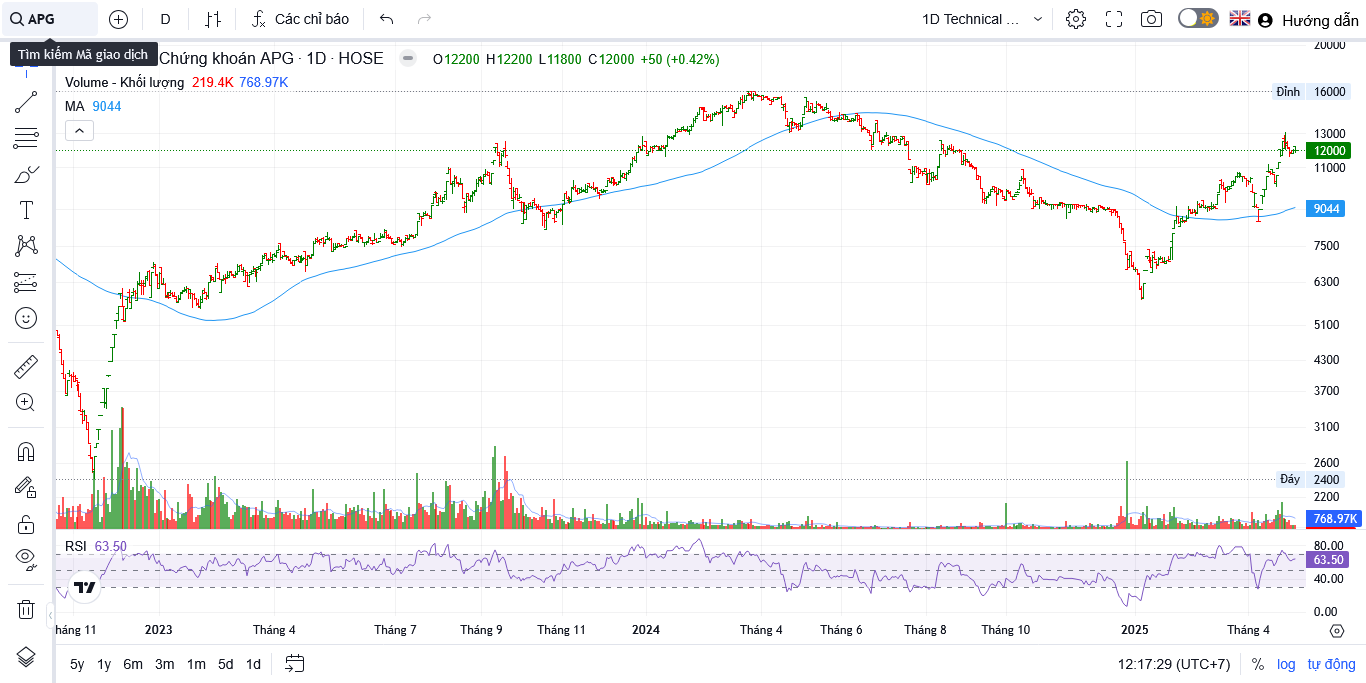 APG
D
Các chỉ báo
1D Technical ...
Hướng dẫn
Tìm kiếm Mã giao dịch
Chứng khoán APG · 1D · HOSE
O12200 H12200 L11800 C12000 +50 (+0.42%)
Volume - Khối lượng 219.4K 768.97K
MA 9044
20000
Đỉnh 16000
13000
12000
11000
9044
7500
6300
5100
4300
3700
3100
2600
Đáy 2400
2200
768.97K
RSI 63.50
80.00
63.50
40.00
0.00
háng 11 2023 Tháng 4 Tháng 7 Tháng 9 Tháng 11 2024 Tháng 4 Tháng 6 Tháng 8 Tháng 10 2025 Tháng 4
5y 1y 6m 3m 1m 5d 1d
12:17:29 (UTC+7) % log tự động